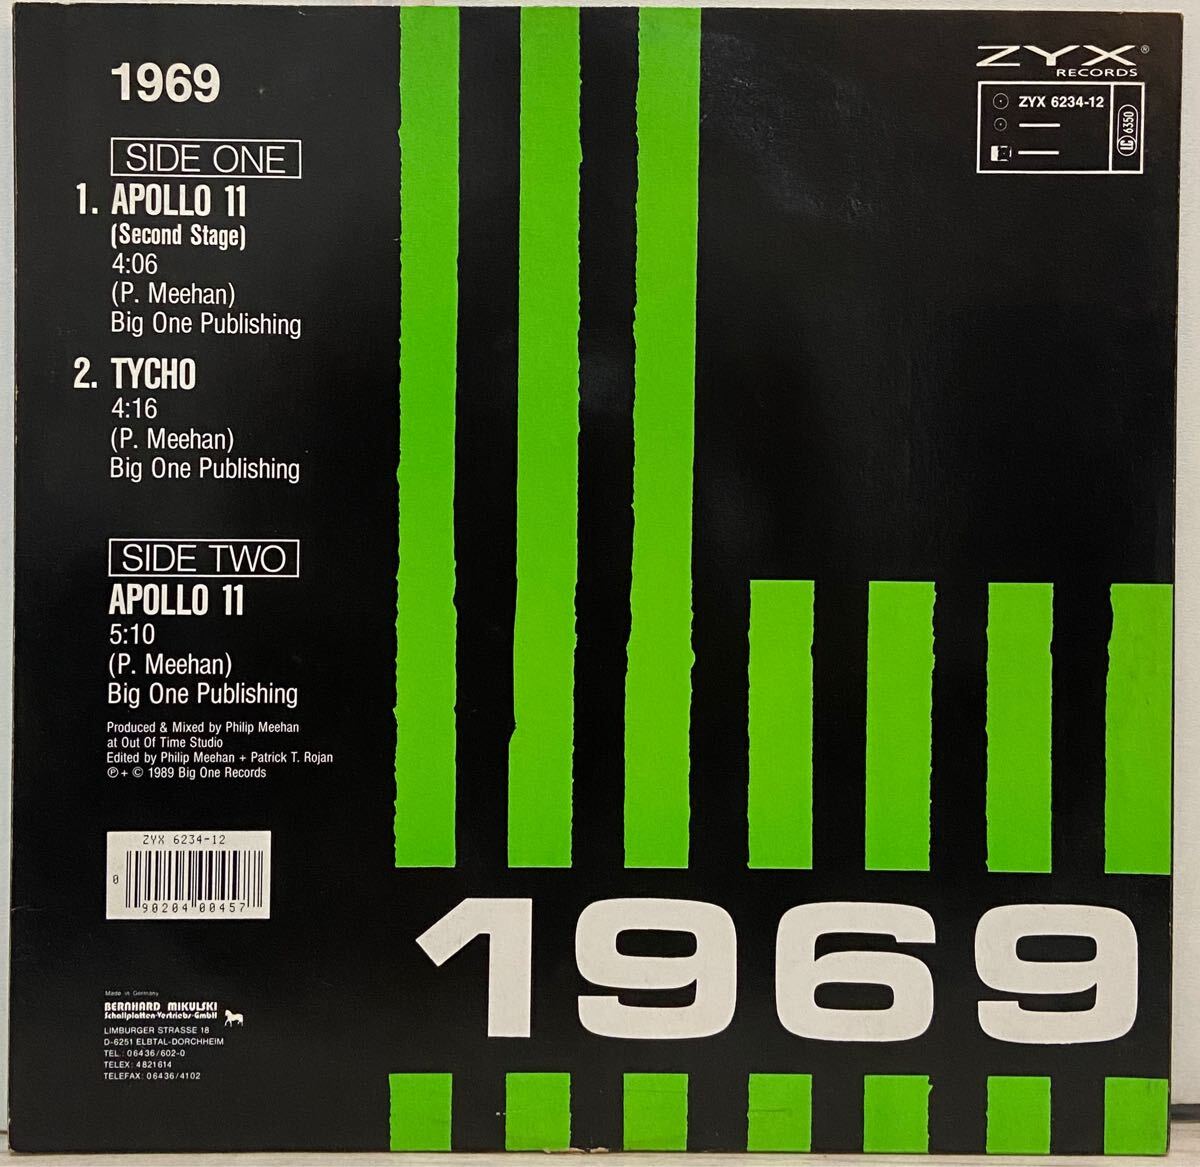 1969
SIDE ONE
1. APOLLO 11
(Second Stage)
4:06
(P. Meehan)
Big One Publishing
2. TYCHO
4:16
(P. Meehan)
Big One Publishing
SIDE TWO
APOLLO 11
5:10
(P. Meehan)
Big One Publishing
Produced & Mixed by Philip Meehan
at Out Of Time Studio
Edited by Philip Meehan + Patrick T. Rojan
℗ + © 1989 Big One Records
ZYX 6234-12
0 90204 00457
Made in Germany
BERNHARD MIKULSKI
Schallplatten-Vertriebs-GmbH
LIMBURGER STRASSE 18
D-6251 ELBTAL-DORCHHEIM
TEL.: 06436/602-0
TELEX: 4821614
TELEFAX: 06436/4102
ZYX®
RECORDS
ZYX 6234-12
LC 6350
1969